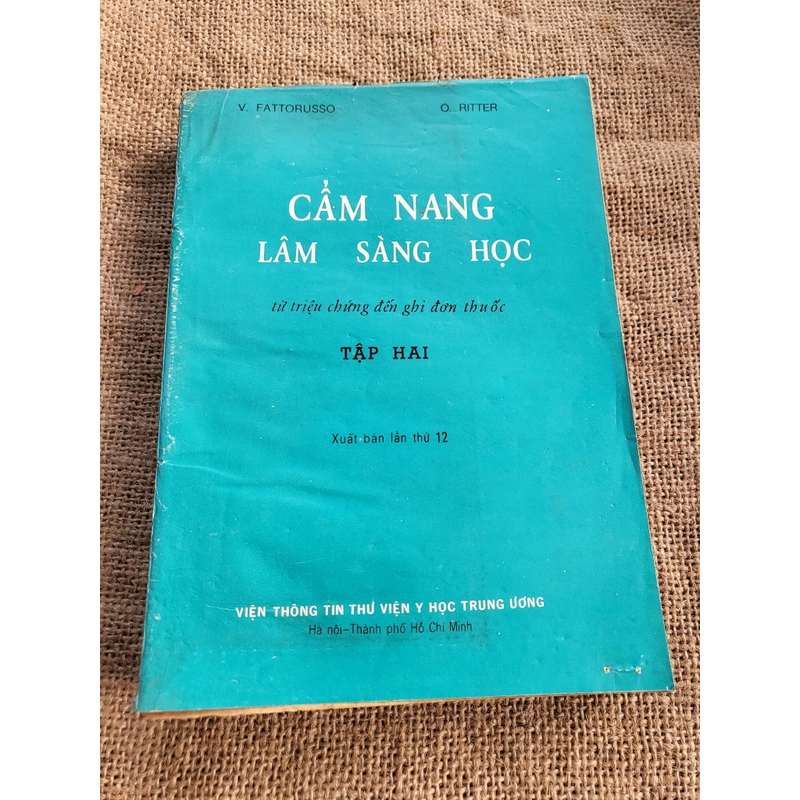 V. FATTORUSSO O. RITTER
CẨM NANG
LÂM SÀNG HỌC
từ triệu chứng đến ghi đơn thuốc
TẬP HAI
Xuất bản lần thứ 12
VIỆN THÔNG TIN THƯ VIỆN Y HỌC TRUNG ƯƠNG
Hà nội-Thành phố Hồ Chí Minh